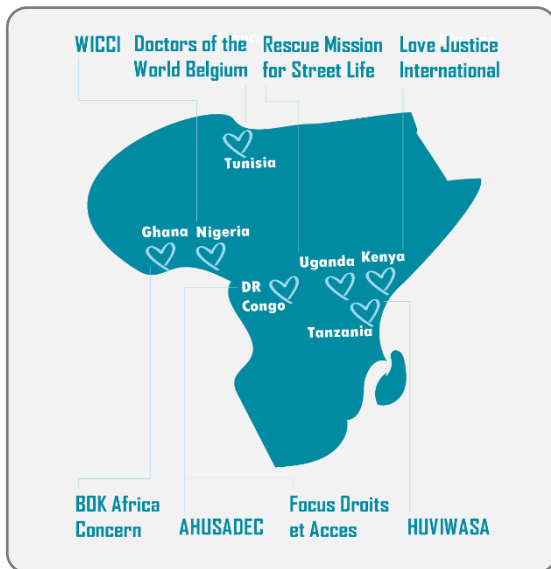 WICCI
Doctors of the
World Belgium
Rescue Mission
for Street Life
Love Justice
International
Tunisia
Ghana
Nigeria
Uganda
Kenya
DR
Congo
Tanzania
BOK Africa
Concern
AHUSADEC
Focus Droits
et Acces
HUVIWASA